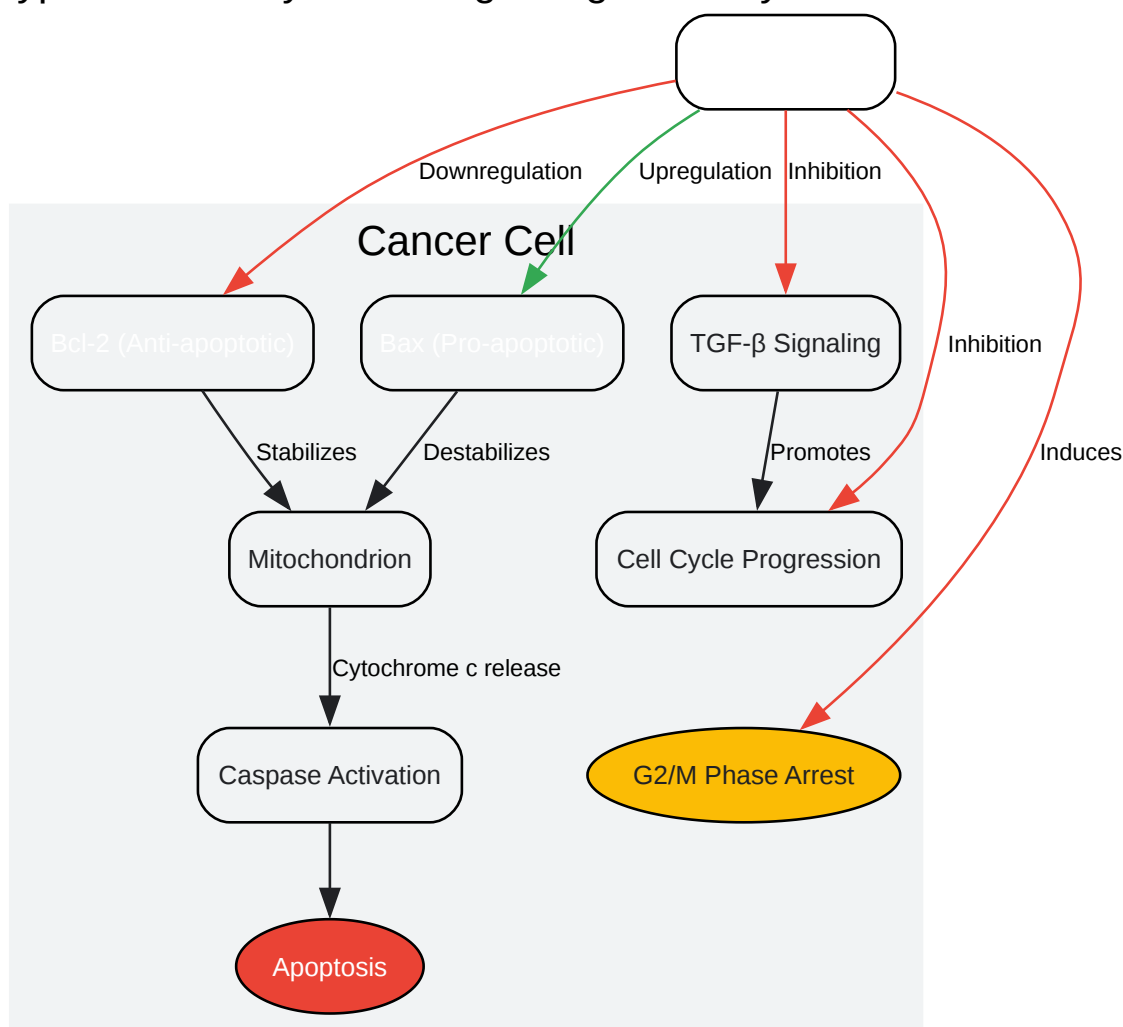 Downregulation
Upregulation
Inhibition
Cancer Cell
Bcl-2 (Anti-apoptotic)
Bax (Pro-apoptotic)
TGF-β Signaling
Inhibition
Stabilizes
Destabilizes
Promotes
Induces
Mitochondrion
Cell Cycle Progression
Cytochrome c release
Caspase Activation
G2/M Phase Arrest
Apoptosis